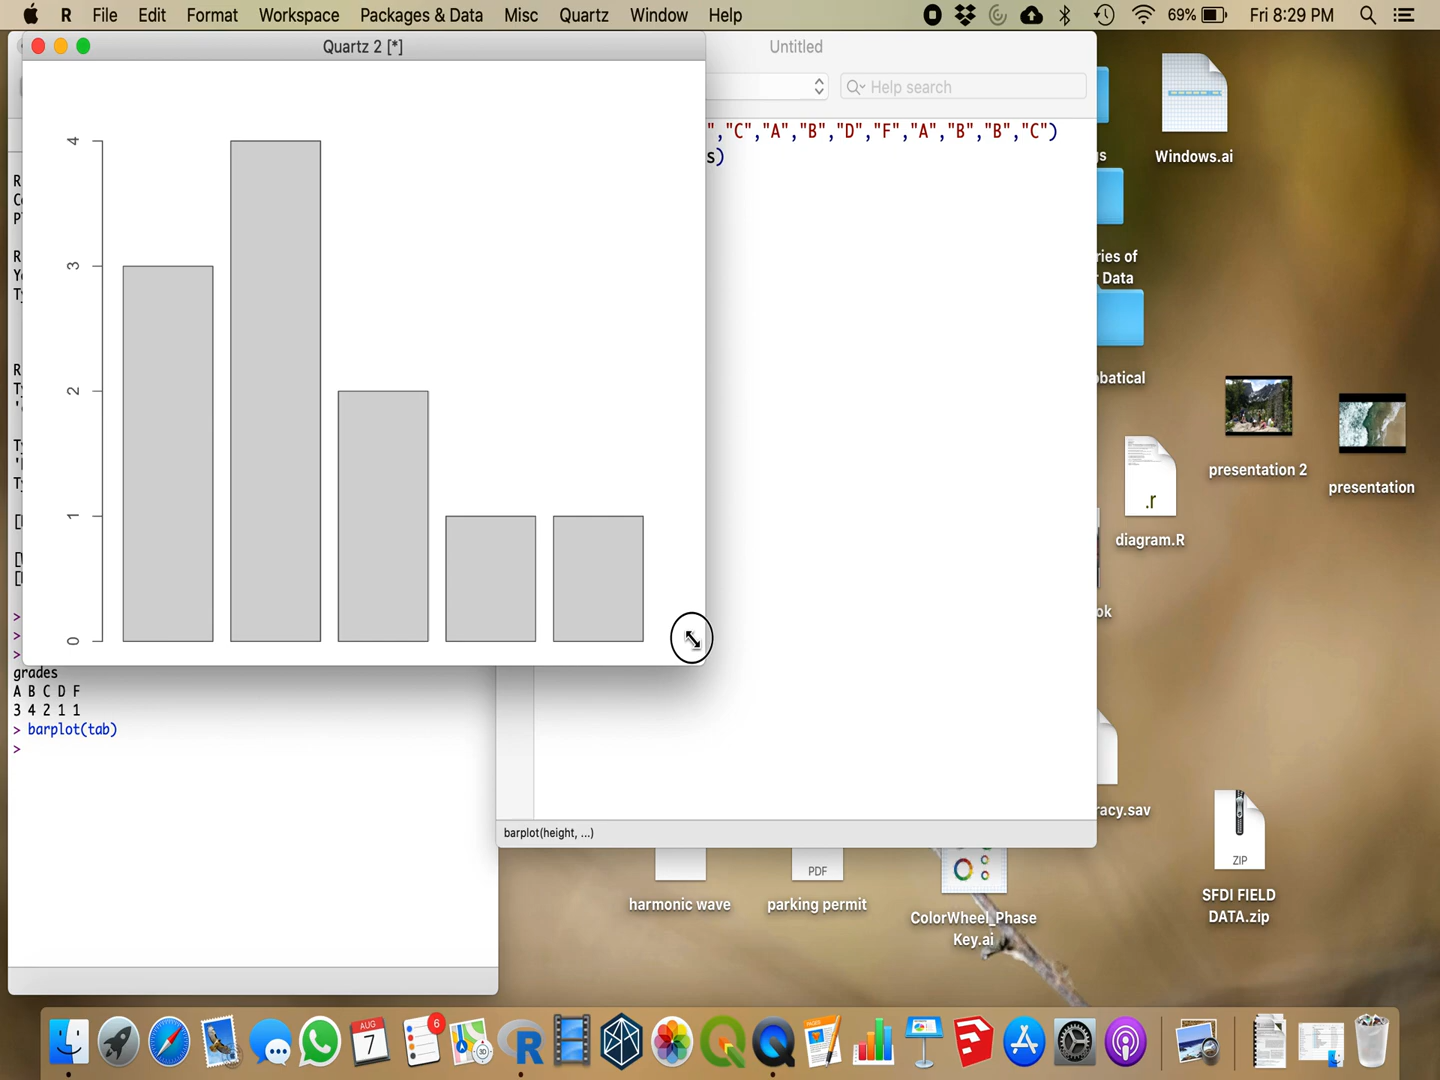 R File Edit Format Workspace Packages & Data Misc Quartz Window Help 69% Fri 8:29 PM
Quartz 2 [*]
Untitled
Help search
","C","A","B","D","F","A","B","B","C")
s)
4
3
2
1
0
grades
A B C D F
3 4 2 1 1
> barplot(tab)
>
barplot(height, ...)
Windows.ai
ries of
Data
presentation 2
presentation
.r
diagram.R
racy.sav
ZIP
SFDI FIELD
DATA.zip
harmonic wave
PDF
parking permit
ColorWheel_Phase
Key.ai
AUG
7
6
3D